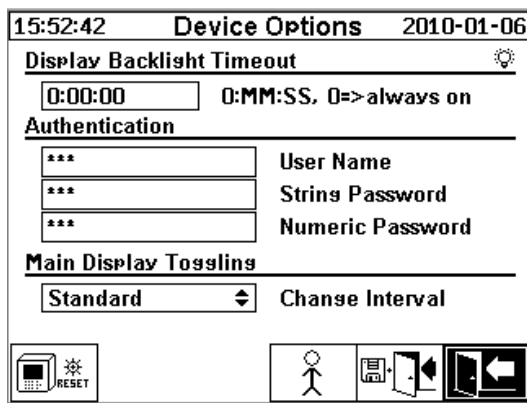 15:52:42 Device Options 2010-01-06
Display Backlight Timeout
0:00:00 0:MM:SS, 0=>always on
Authentication
*** User Name
*** String Password
*** Numeric Password
Main Display Toggling
Standard Change Interval
RESET